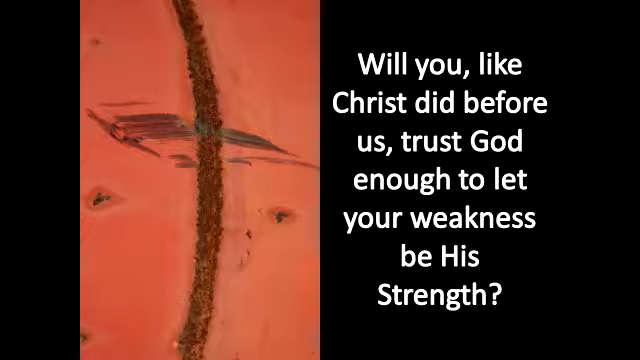 Will you, like
Christ did before
us, trust God
enough to let
your weakness
be His
Strength?